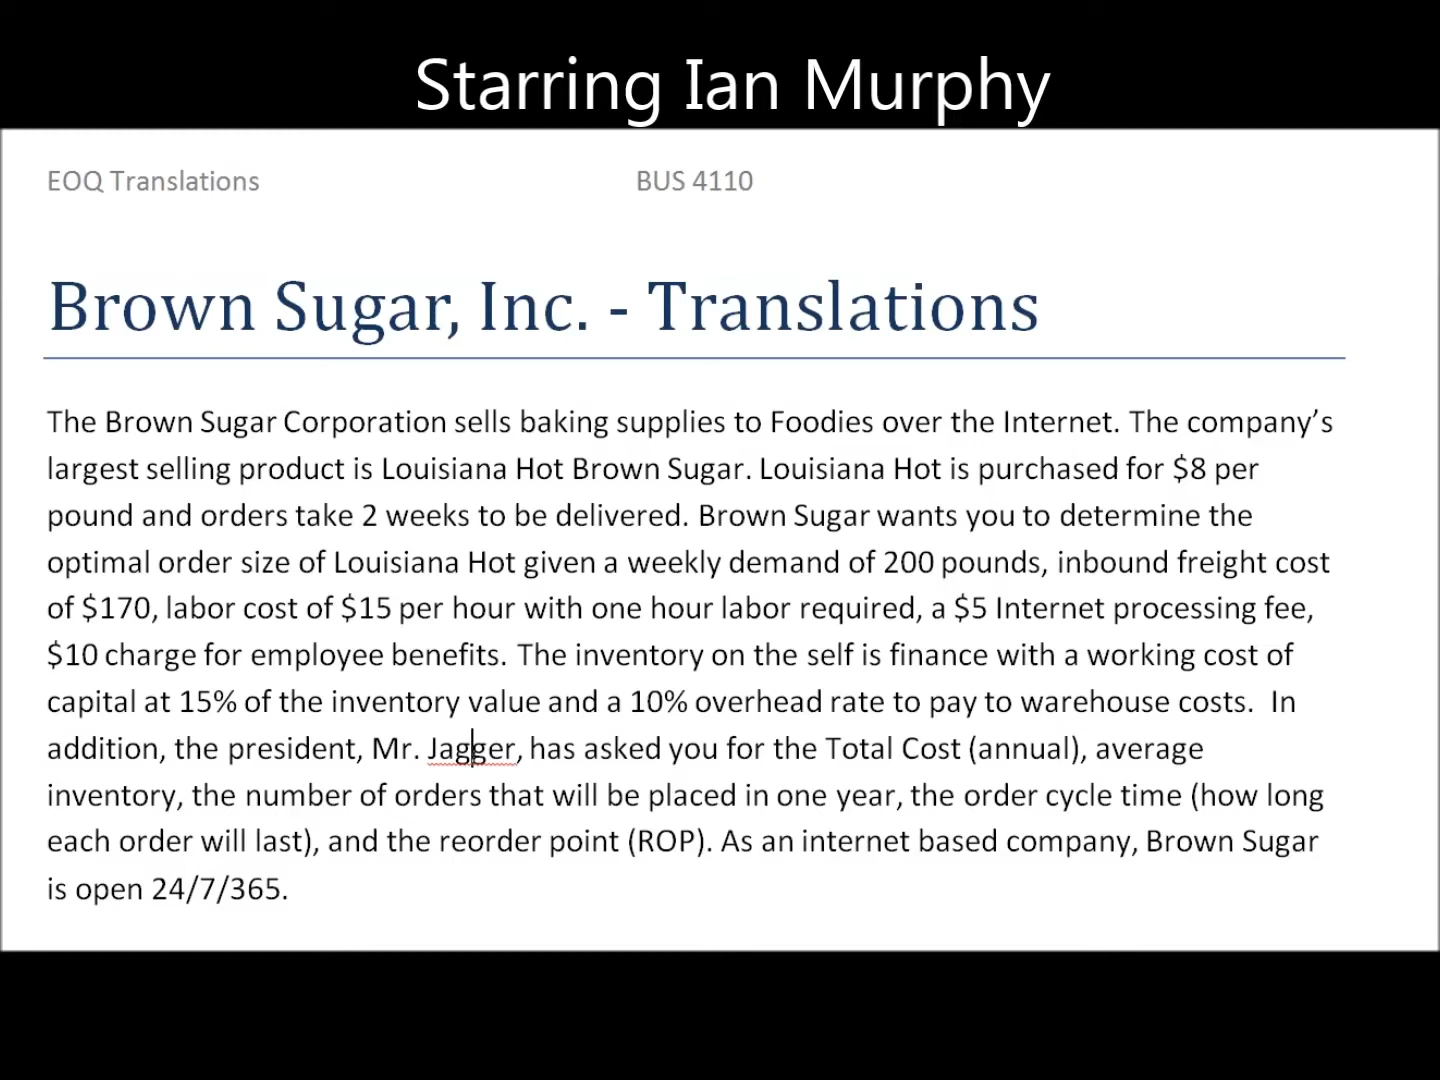 Starring Ian Murphy
EOQ Translations BUS 4110
Brown Sugar, Inc. - Translations
The Brown Sugar Corporation sells baking supplies to Foodies over the Internet. The company’s
largest selling product is Louisiana Hot Brown Sugar. Louisiana Hot is purchased for $8 per
pound and orders take 2 weeks to be delivered. Brown Sugar wants you to determine the
optimal order size of Louisiana Hot given a weekly demand of 200 pounds, inbound freight cost
of $170, labor cost of $15 per hour with one hour labor required, a $5 Internet processing fee,
$10 charge for employee benefits. The inventory on the self is finance with a working cost of
capital at 15% of the inventory value and a 10% overhead rate to pay to warehouse costs. In
addition, the president, Mr. Jagger, has asked you for the Total Cost (annual), average
inventory, the number of orders that will be placed in one year, the order cycle time (how long
each order will last), and the reorder point (ROP). As an internet based company, Brown Sugar
is open 24/7/365.